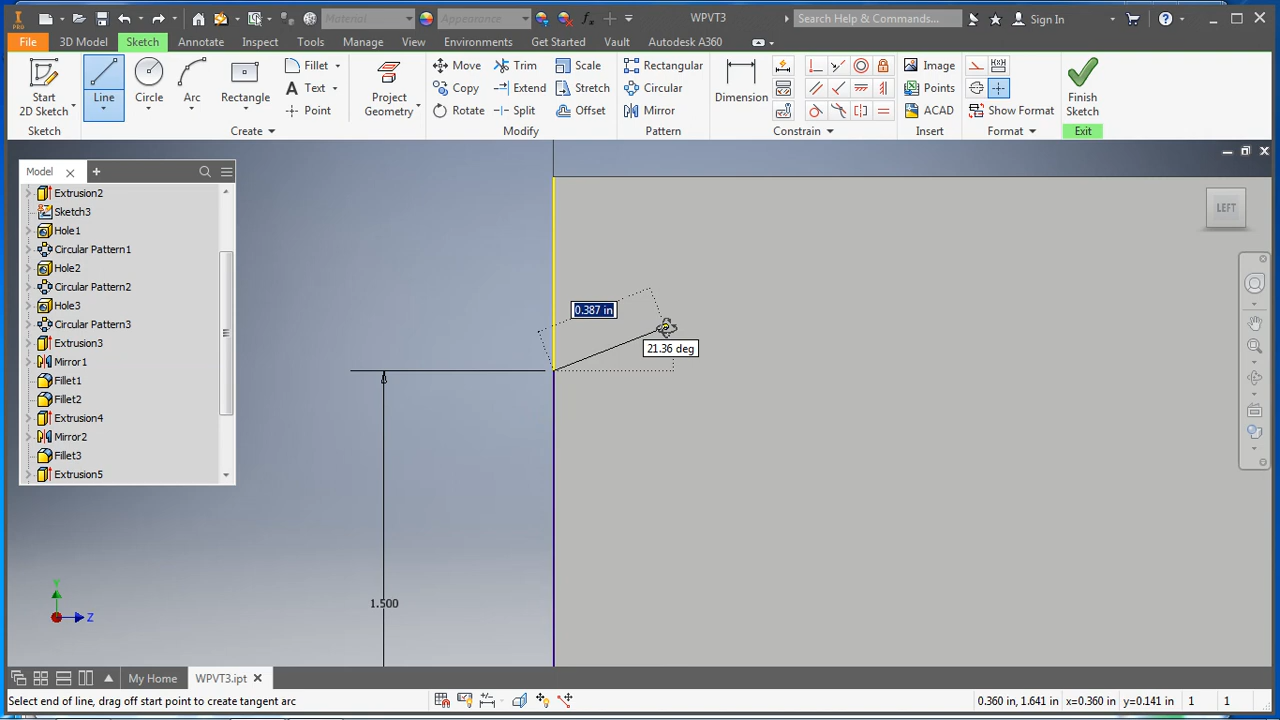 Material
Appearance
fx
WPVT3
Search Help & Commands...
Sign In
PRO
File
3D Model
Sketch
Annotate
Inspect
Tools
Manage
View
Environments
Get Started
Vault
Autodesk A360
Start
2D Sketch
Line
Circle
Arc
Rectangle
Fillet
Text
Point
Project
Geometry
Move
Copy
Rotate
Trim
Extend
Split
Scale
Stretch
Offset
Rectangular
Circular
Mirror
Dimension
Image
Points
ACAD
Show Format
Finish
Sketch
Sketch
Create
Modify
Pattern
Constrain
Insert
Format
Exit
Model
Extrusion2
Sketch3
Hole1
Circular Pattern1
Hole2
Circular Pattern2
Hole3
Circular Pattern3
Extrusion3
Mirror1
Fillet1
Fillet2
Extrusion4
Mirror2
Fillet3
Extrusion5
LEFT
0.387 in
21.36 deg
1.500
Y
Z
My Home
WPVT3.ipt
Select end of line, drag off start point to create tangent arc
0.360 in, 1.641 in
x=0.360 in
y=0.141 in
1
1